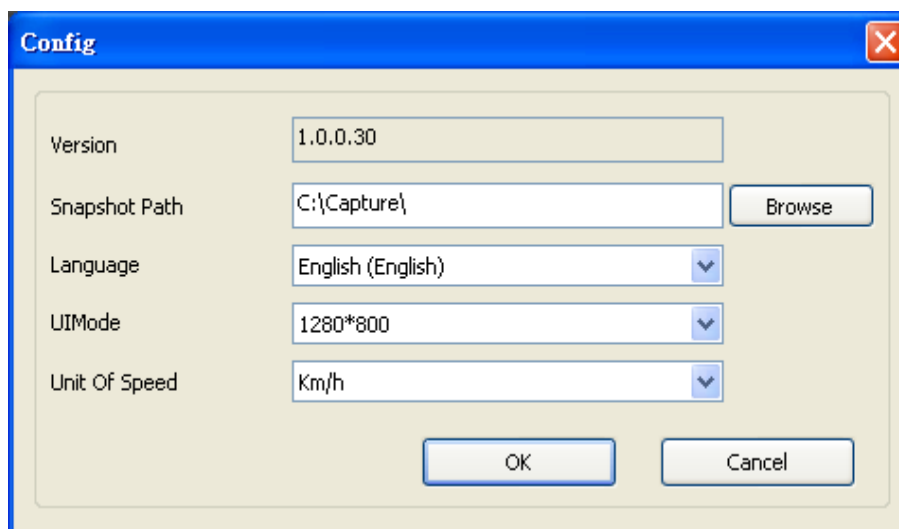 Config
Version 1.0.0.30
Snapshot Path C:\Capture\ Browse
Language English (English)
UIMode 1280*800
Unit Of Speed Km/h
OK Cancel